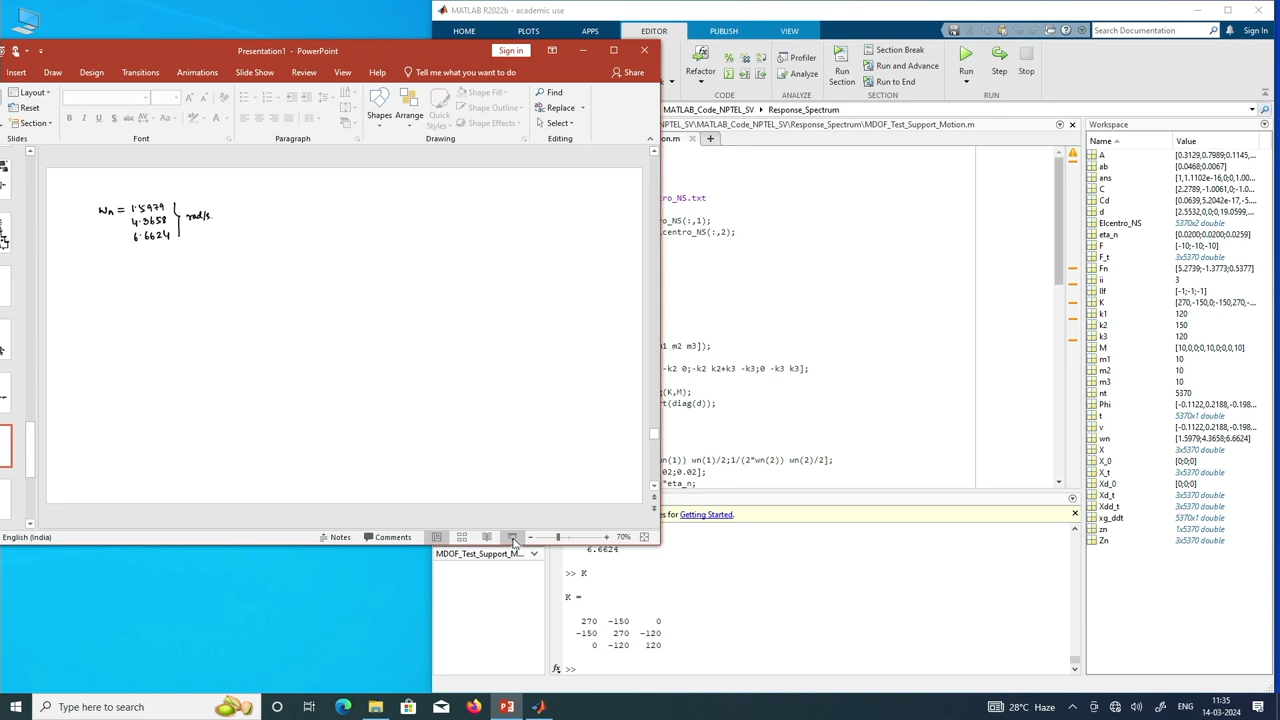 MATLAB R2022b - academic use
HOME PLOTS APPS EDITOR PUBLISH VIEW
Search Documentation Sign In
Refactor
Profiler
Analyze
Run Section
Section Break
Run and Advance
Run to End
Run Step Stop
CODE ANALYZE SECTION RUN
MATLAB_Code_NPTEL_SV Response_Spectrum
NPTEL_SV\MATLAB_Code_NPTEL_SV\Response_Spectrum\MDOF_Test_Support_Motion.m
Presentation1 - PowerPoint
Sign in
Insert Draw Design Transitions Animations Slide Show Review View Help Tell me what you want to do Share
Layout
Reset
Section
Slides
Font
Paragraph
Shapes Arrange Quick Styles
Shape Fill
Shape Outline
Shape Effects
Drawing
Find
Replace
Select
Editing
wn = 1.5979
4.3658 rad/s.
6.6624
English (India)
Notes Comments 70%
ntro_NS.txt
lcentro_NS(:,2);
m1 m2 m3]);
-k2 0;-k2 k2+k3 -k3;0 -k3 k3];
g(K,M);
rt(diag(d));
wn(1)) wn(1)/2;1/(2*wn(2)) wn(2)/2];
02;0.02];
*eta_n;
es for Getting Started.
6.6624
>> K
K =
270 -150 0
-150 270 -120
0 -120 120
fx >>
MDOF_Test_Support_M...
Workspace
Name Value
A [0.3129,0.7989;0.1145,...
ab [0.0468;0.0067]
ans [1,1.1102e-16,0;0,1.00...
C [2.2789,-1.0061,0;-1.0...
Cd [0.0639,5.2042e-17,-5...
d [2.5532,0,0;0,19.0599,...
Elcentro_NS 5370x2 double
eta_n [0.0200;0.0200;0.0259]
F [-10;-10;-10]
F_t 3x5370 double
Fn [5.2739;-1.3773;0.5377]
ii 3
IIf [-1;-1;-1]
K [270,-150,0;-150,270,-...
k1 120
k2 150
k3 120
M [10,0,0;0,10,0;0,0,10]
m1 10
m2 10
m3 10
nt 5370
Phi [-0.1122,0.2188,-0.198...
t 5370x1 double
v [-0.1122,0.2188,-0.198...
wn [1.5979;4.3658;6.6624]
X 3x5370 double
X_0 [0;0;0]
X_t 3x5370 double
Xd_0 [0;0;0]
Xd_t 3x5370 double
Xdd_t 3x5370 double
xg_ddt 5370x1 double
zn 1x5370 double
Zn 3x5370 double
Type here to search
28°C Haze
ENG
11:35
14-03-2024